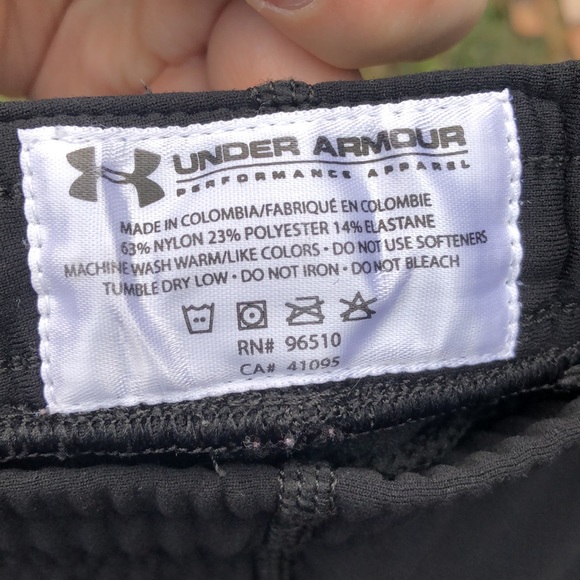 UNDER ARMOUR
PERFORMANCE APPAREL
MADE IN COLOMBIA/FABRIQUÉ EN COLOMBIE
63% NYLON 23% POLYESTER 14% ELASTANE
MACHINE WASH WARM/LIKE COLORS • DO NOT USE SOFTENERS
TUMBLE DRY LOW • DO NOT IRON • DO NOT BLEACH
RN# 96510
CA# 41095